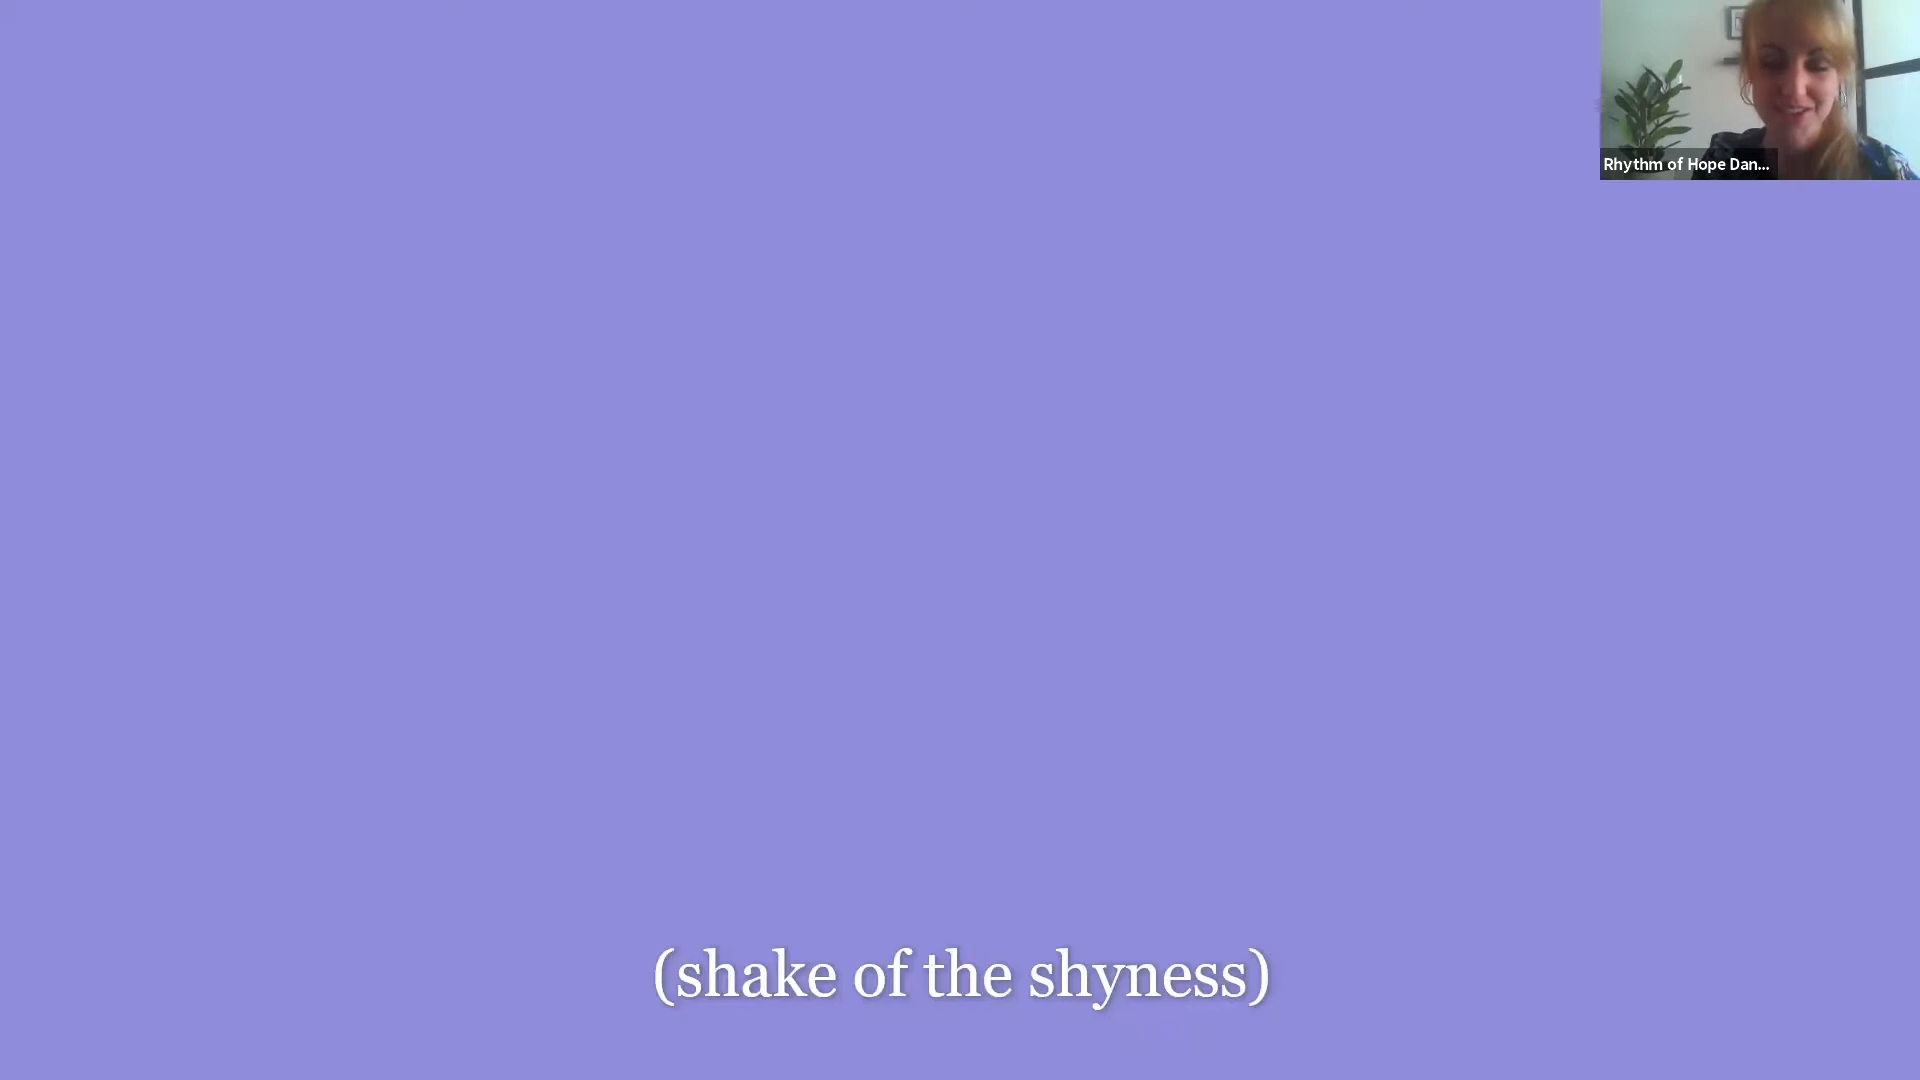 Rhythm of Hope Dan...
(shake of the shyness)